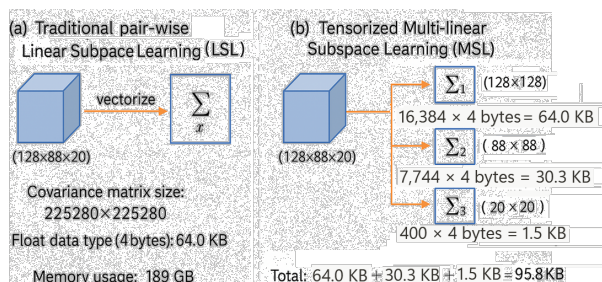 (a) Traditional pair-wise
Linear Subpace Learning (LSL)
vectorize
Σ
x
(128×88×20)
Covariance matrix size:
225280×225280
Float data type (4 bytes): 64.0 KB
Memory usage: 189 GB
(b) Tensorized Multi-linear
Subspace Learning (MSL)
(128×88×20)
Σ1 (128×128)
16,384 × 4 bytes = 64.0 KB
Σ2 ( 88 × 88 )
7,744 × 4 bytes = 30.3 KB
Σ3 ( 20 × 20 )
400 × 4 bytes = 1.5 KB
Total: 64.0 KB + 30.3 KB + 1.5 KB = 95.8 KB